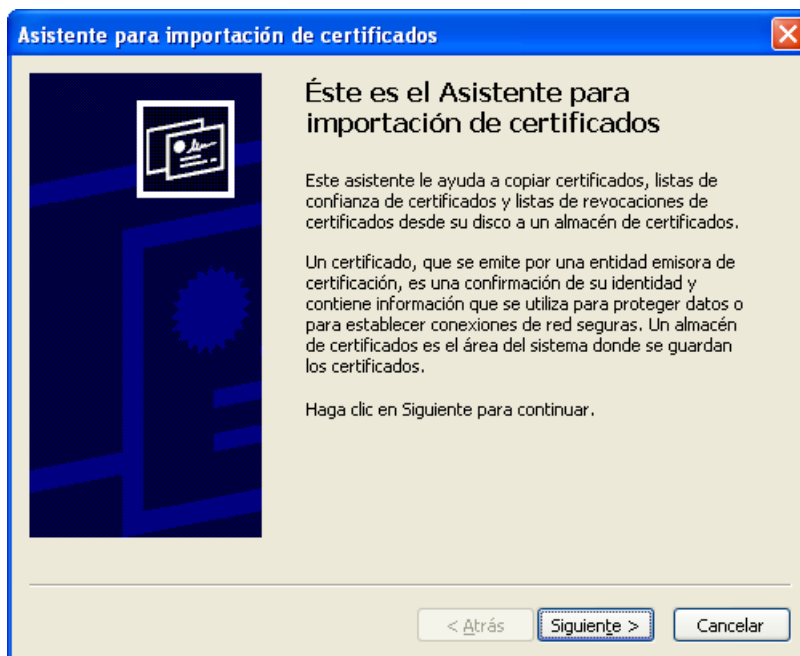 Asistente para importación de certificados
Éste es el Asistente para
importación de certificados
Este asistente le ayuda a copiar certificados, listas de
confianza de certificados y listas de revocaciones de
certificados desde su disco a un almacén de certificados.
Un certificado, que se emite por una entidad emisora de
certificación, es una confirmación de su identidad y
contiene información que se utiliza para proteger datos o
para establecer conexiones de red seguras. Un almacén
de certificados es el área del sistema donde se guardan
los certificados.
Haga clic en Siguiente para continuar.
< Atrás Siguiente > Cancelar